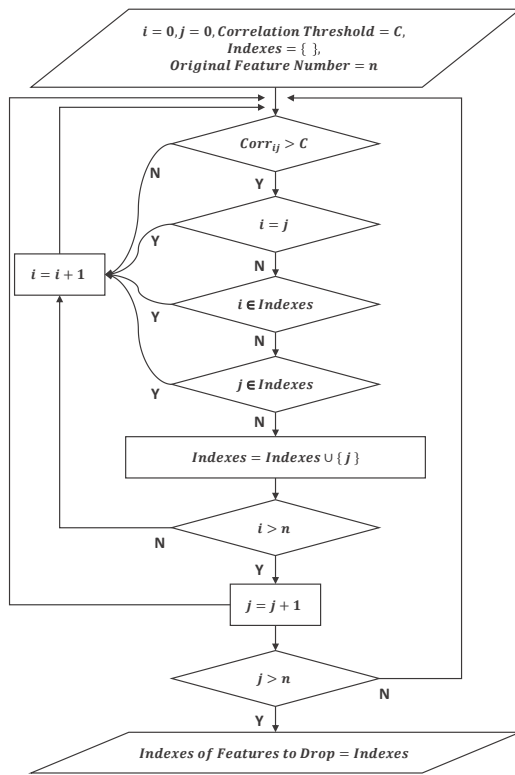 i = 0, j = 0, Correlation Threshold = C,
Indexes = { },
Original Feature Number = n
Corr_ij > C
N
Y
i = j
Y
N
i = i + 1
i ∈ Indexes
Y
N
j ∈ Indexes
Y
N
Indexes = Indexes ∪ { j }
i > n
N
Y
j = j + 1
j > n
N
Y
Indexes of Features to Drop = Indexes